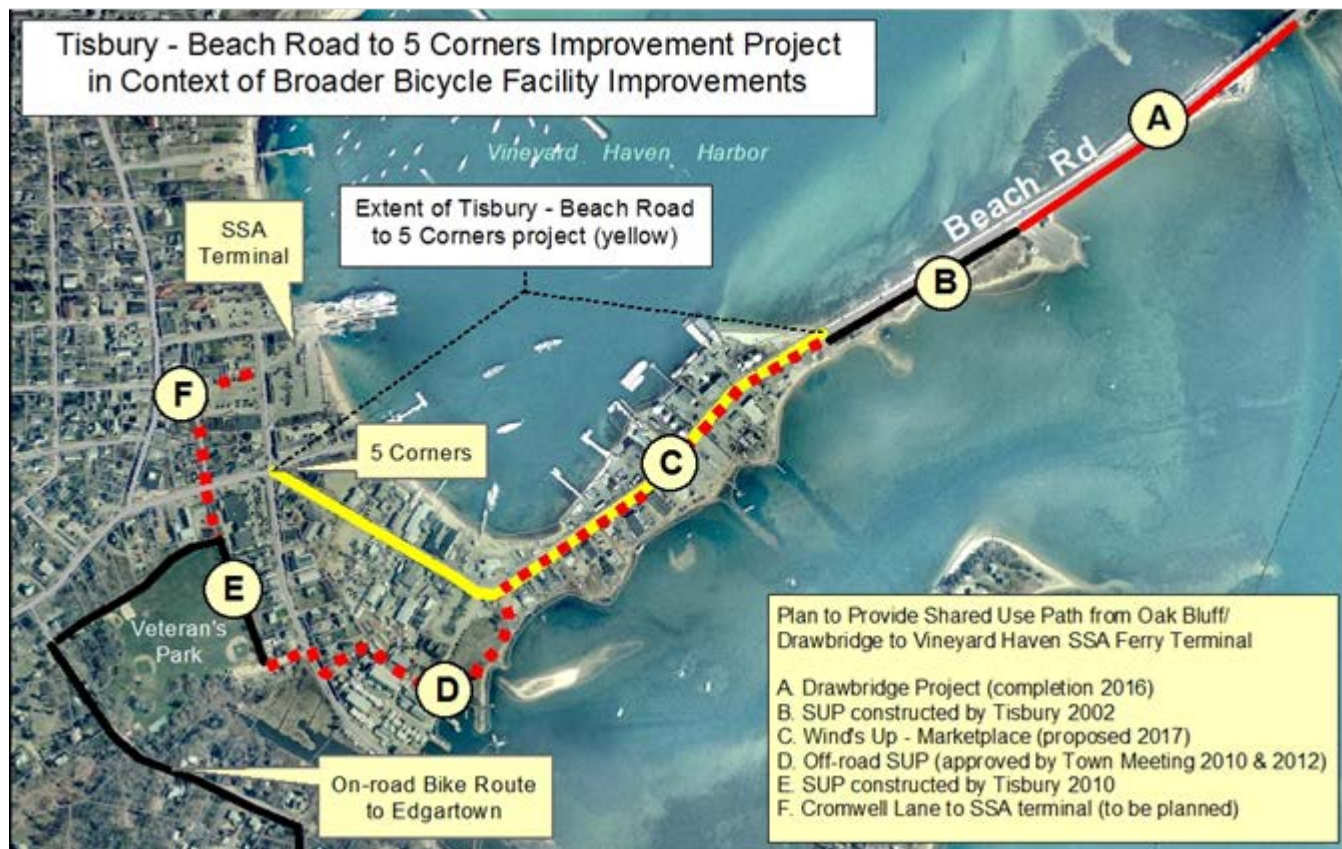 Tisbury - Beach Road to 5 Corners Improvement Project
in Context of Broader Bicycle Facility Improvements
A
Vineyard Haven Harbor
Beach Rd
Extent of Tisbury - Beach Road
to 5 Corners project (yellow)
SSA
Terminal
B
F
5 Corners
C
E
Veteran's
Park
D
On-road Bike Route
to Edgartown
Plan to Provide Shared Use Path from Oak Bluff/
Drawbridge to Vineyard Haven SSA Ferry Terminal
A. Drawbridge Project (completion 2016)
B. SUP constructed by Tisbury 2002
C. Wind's Up - Marketplace (proposed 2017)
D. Off-road SUP (approved by Town Meeting 2010 & 2012)
E. SUP constructed by Tisbury 2010
F. Cromwell Lane to SSA terminal (to be planned)